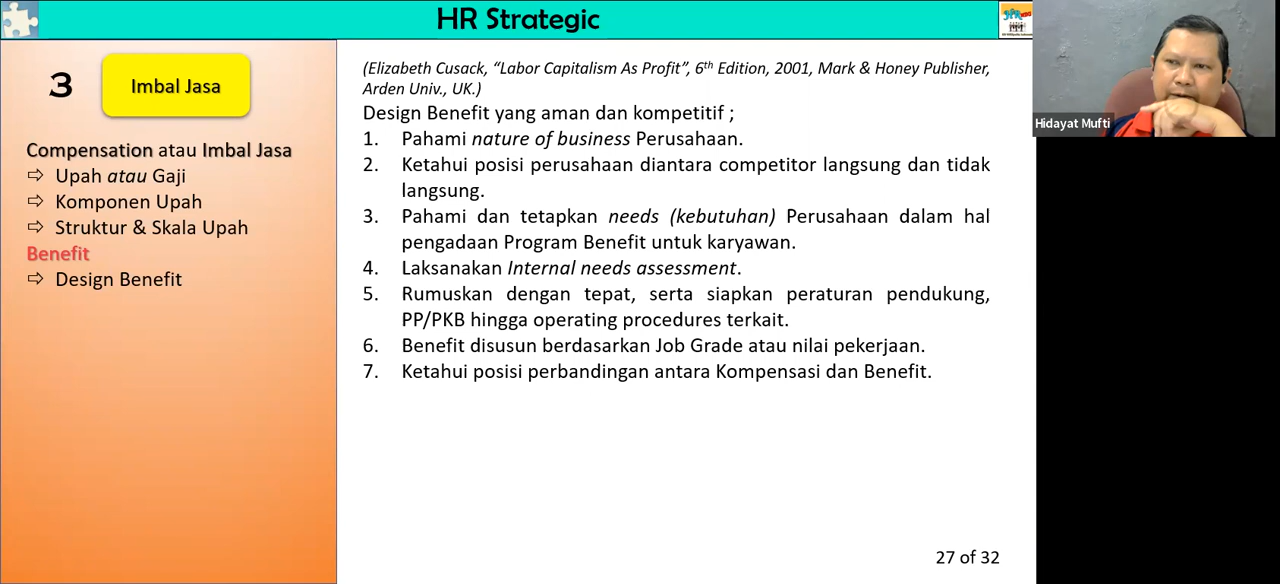 HR Strategic
3
Imbal Jasa
Compensation atau Imbal Jasa
⇨ Upah atau Gaji
⇨ Komponen Upah
⇨ Struktur & Skala Upah
Benefit
⇨ Design Benefit
(Elizabeth Cusack, “Labor Capitalism As Profit”, 6th Edition, 2001, Mark & Honey Publisher,
Arden Univ., UK.)
Design Benefit yang aman dan kompetitif ;
1. Pahami nature of business Perusahaan.
2. Ketahui posisi perusahaan diantara competitor langsung dan tidak
langsung.
3. Pahami dan tetapkan needs (kebutuhan) Perusahaan dalam hal
pengadaan Program Benefit untuk karyawan.
4. Laksanakan Internal needs assessment.
5. Rumuskan dengan tepat, serta siapkan peraturan pendukung,
PP/PKB hingga operating procedures terkait.
6. Benefit disusun berdasarkan Job Grade atau nilai pekerjaan.
7. Ketahui posisi perbandingan antara Kompensasi dan Benefit.
27 of 32
Hidayat Mufti